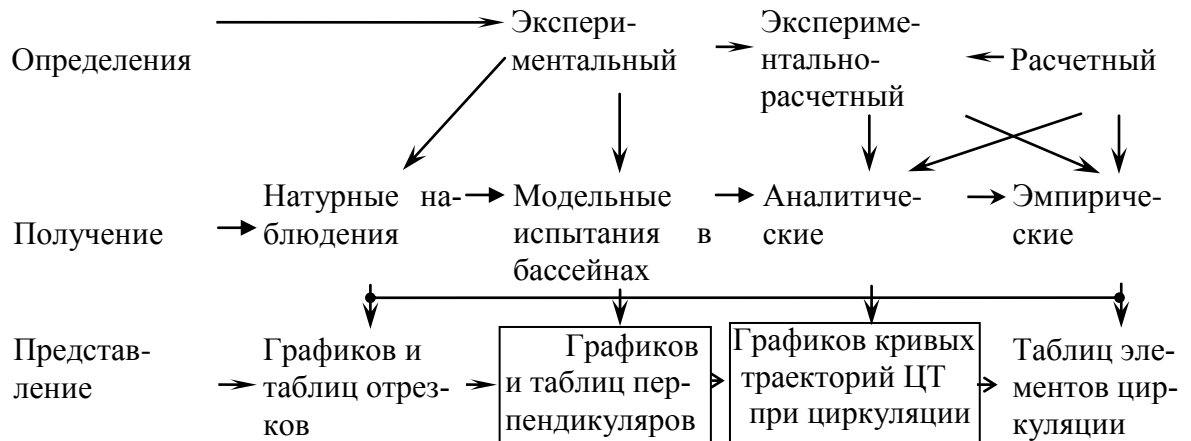 Определения
Экспери-
ментальный
Эксперимe-
нтально-
расчетный
Расчетный
Получение
Натурные на-
блюдения
Модельные
испытания в
бассейнах
Аналитиче-
ские
Эмпириче-
ские
Представ-
ление
Графиков и
таблиц отрез-
ков
Графиков
и таблиц пер-
пендикуляров
Графиков кривых
траекторий ЦТ
при циркуляции
Таблиц эле-
ментов цир-
куляции